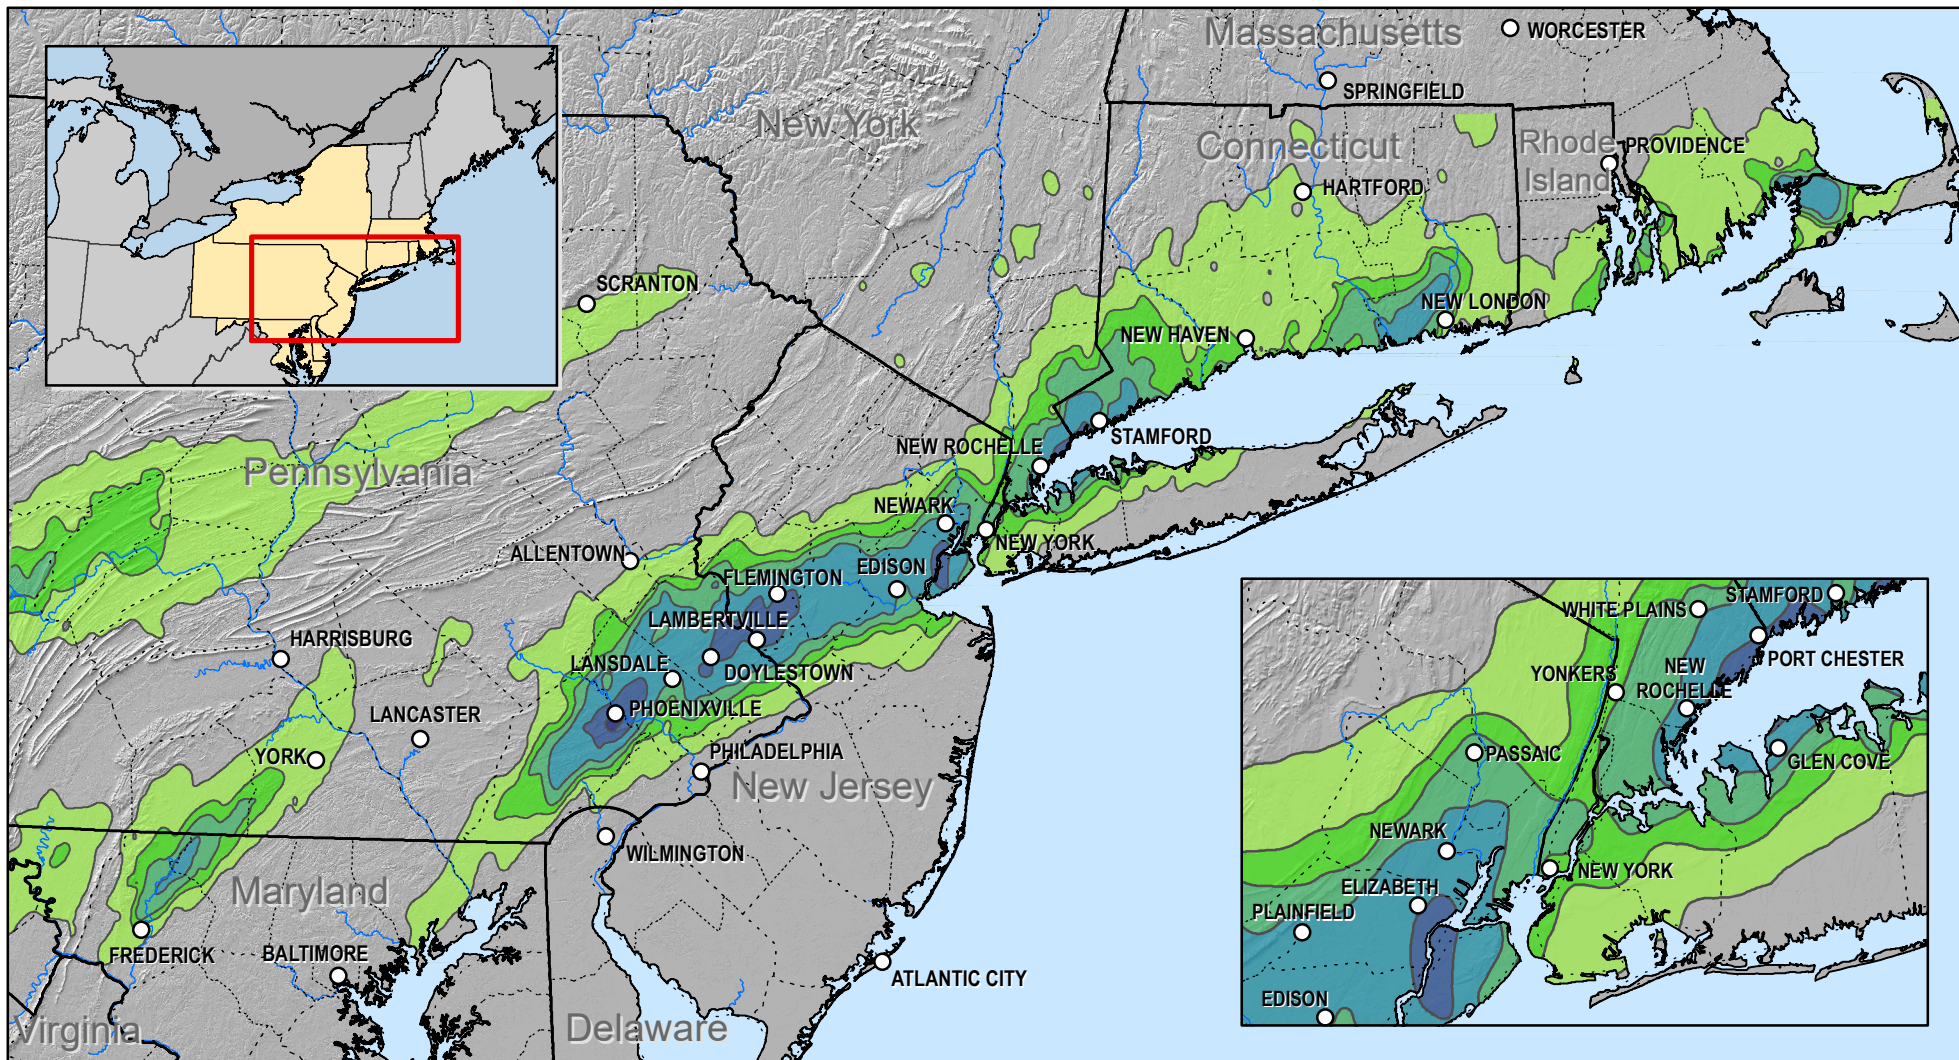 Massachusetts
WORCESTER
SPRINGFIELD
New York
Connecticut
Rhode
Island
PROVIDENCE
HARTFORD
SCRANTON
NEW LONDON
NEW HAVEN
STAMFORD
NEW ROCHELLE
Pennsylvania
NEWARK
NEW YORK
ALLENTOWN
FLEMINGTON
EDISON
LAMBERTVILLE
HARRISBURG
LANSDALE
DOYLESTOWN
LANCASTER
PHOENIXVILLE
YORK
PHILADELPHIA
New Jersey
WILMINGTON
Maryland
FREDERICK
BALTIMORE
ATLANTIC CITY
Virginia
Delaware
WHITE PLAINS
STAMFORD
PORT CHESTER
YONKERS
NEW
ROCHELLE
PASSAIC
GLEN COVE
NEWARK
NEW YORK
ELIZABETH
PLAINFIELD
EDISON